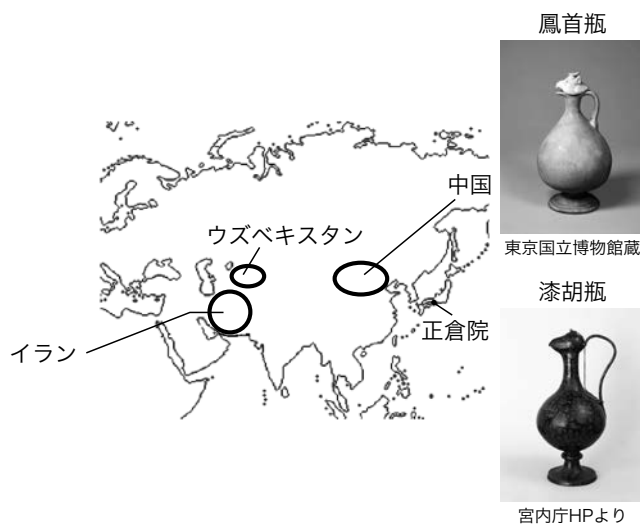 鳳首瓶
東京国立博物館蔵
中国
ウズベキスタン
正倉院
イラン
漆胡瓶
宮内庁HPより